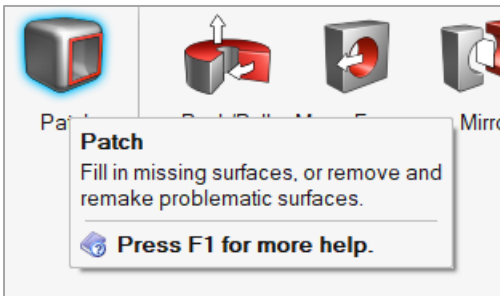 Patch
Fill in missing surfaces, or remove and
remake problematic surfaces.
Press F1 for more help.